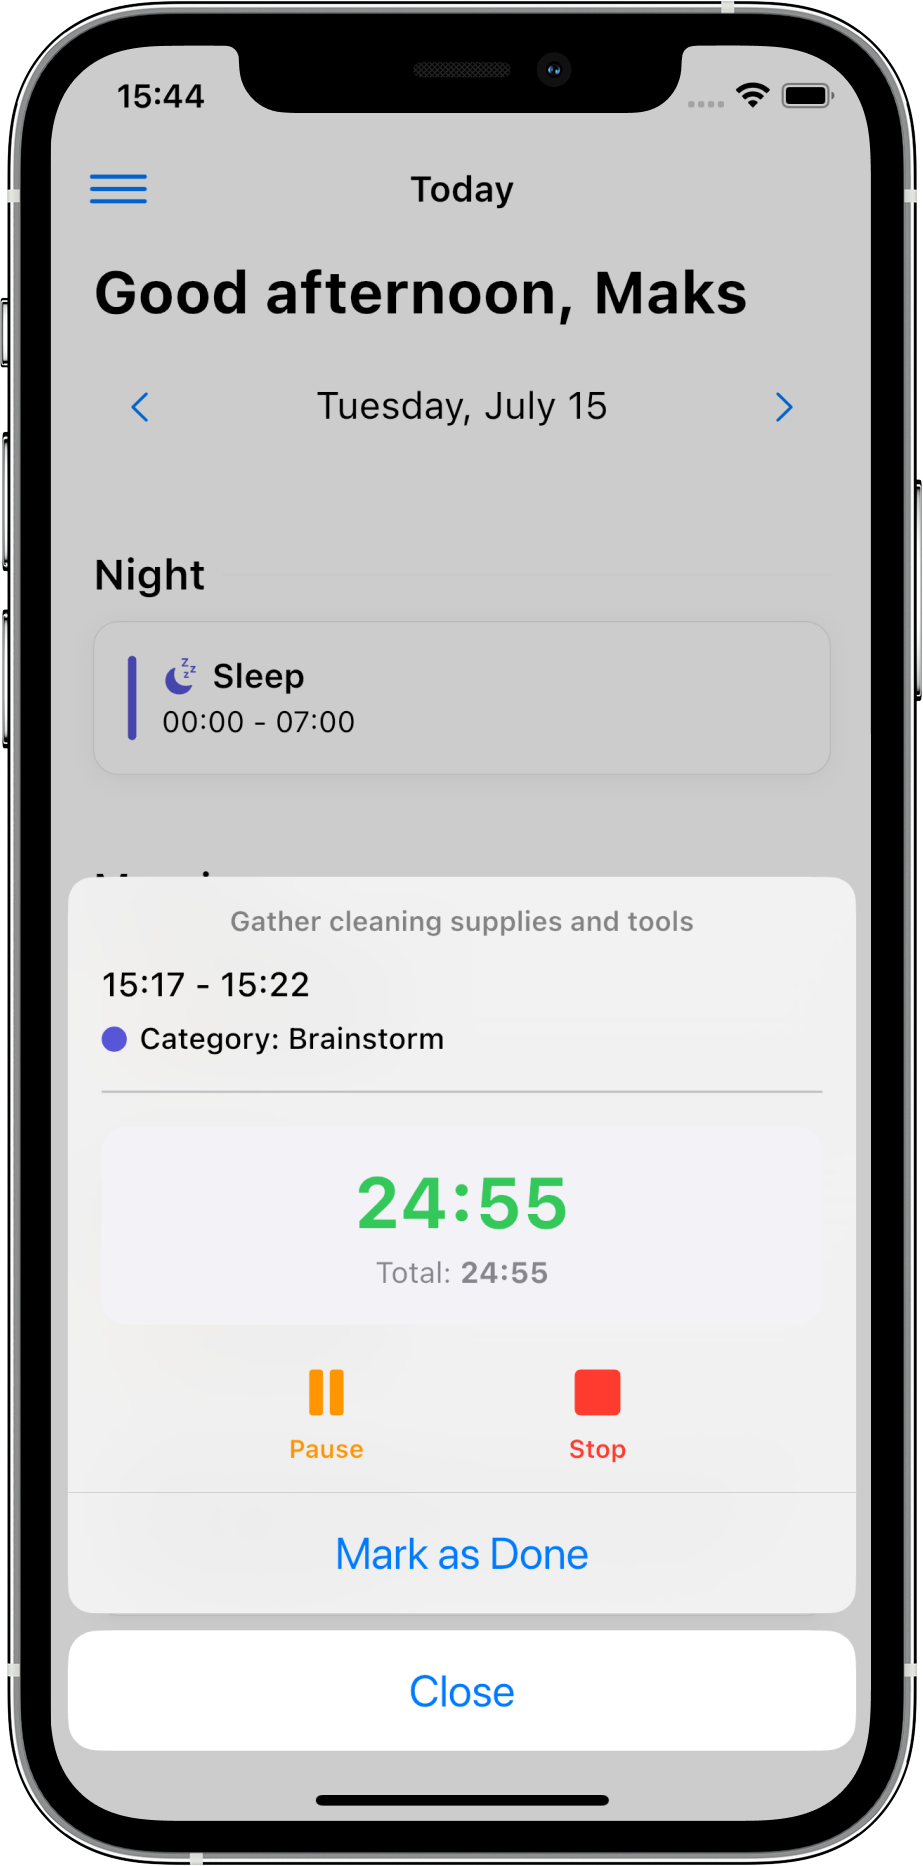 15:44
Today
Good afternoon, Maks
Tuesday, July 15
Night
Sleep
00:00 - 07:00
Gather cleaning supplies and tools
15:17 - 15:22
Category: Brainstorm
24:55
Total: 24:55
Pause
Stop
Mark as Done
Close